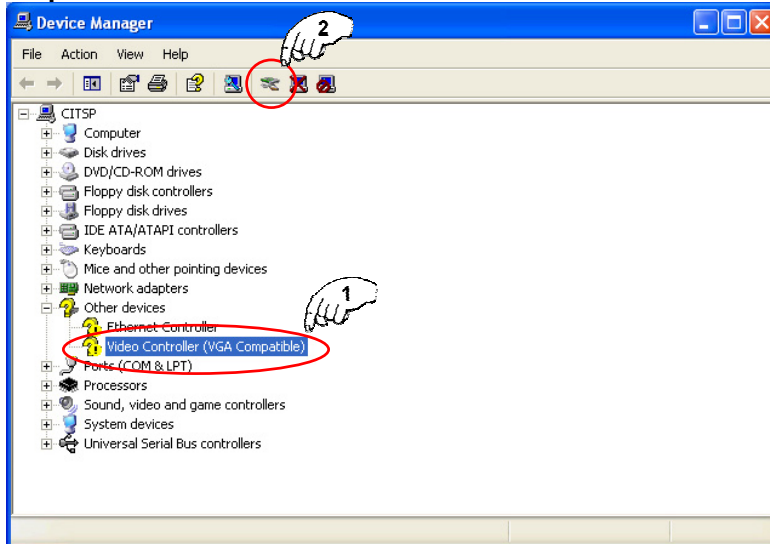 Device Manager
File Action View Help
2
CITSP
Computer
Disk drives
DVD/CD-ROM drives
Floppy disk controllers
Floppy disk drives
IDE ATA/ATAPI controllers
Keyboards
Mice and other pointing devices
Network adapters
Other devices
1
Ethernet Controller
Video Controller (VGA Compatible)
Ports (COM & LPT)
Processors
Sound, video and game controllers
System devices
Universal Serial Bus controllers